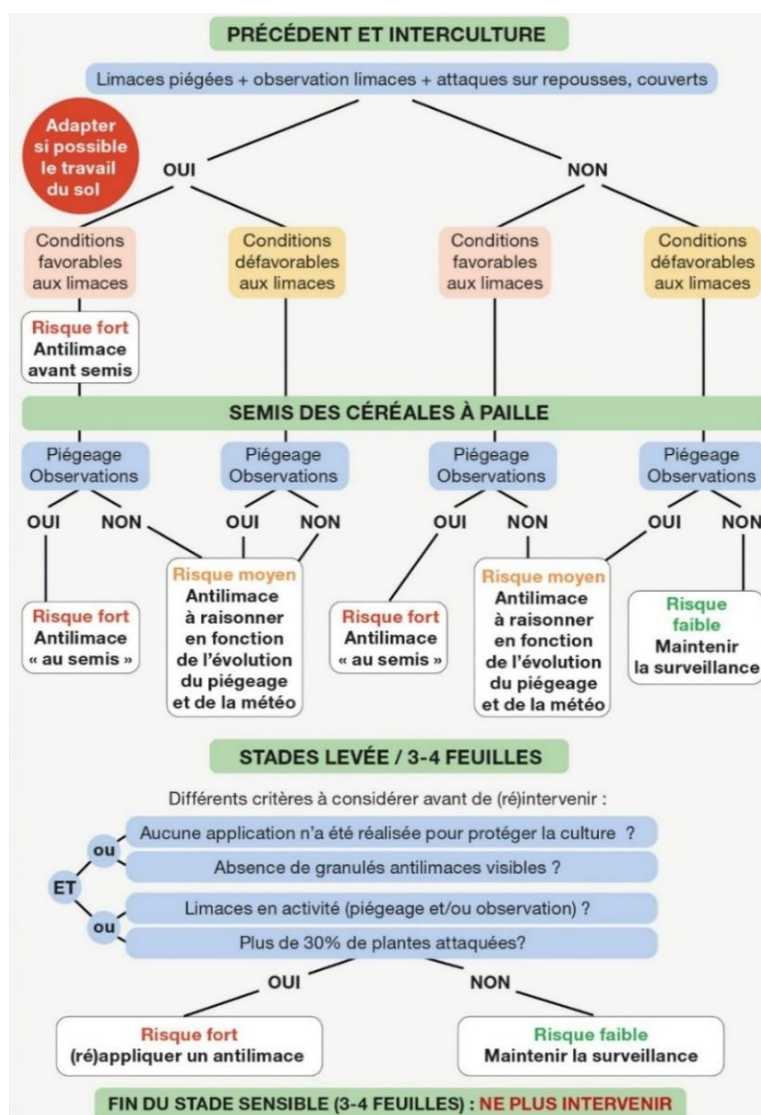 PRÉCÉDENT ET INTERCULTURE
Limaces piégées + observation limaces + attaques sur repousses, couverts
Adapter
si possible
le travail
du sol
OUI
NON
Conditions
favorables
aux limaces
Conditions
défavorables
aux limaces
Conditions
favorables
aux limaces
Conditions
défavorables
aux limaces
Risque fort
Antilimace
avant semis
SEMIS DES CÉRÉALES À PAILLE
Piégeage
Observations
Piégeage
Observations
Piégeage
Observations
Piégeage
Observations
OUI
NON
OUI
NON
OUI
NON
OUI
NON
Risque fort
Antilimace
« au semis »
Risque moyen
Antilimace
à raisonner
en fonction
de l'évolution
du piégeage
et de la météo
Risque fort
Antilimace
« au semis »
Risque moyen
Antilimace
à raisonner
en fonction
de l'évolution
du piégeage
et de la météo
Risque
faible
Maintenir
la surveillance
STADES LEVÉE / 3-4 FEUILLES
Différents critères à considérer avant de (ré)intervenir :
Aucune application n'a été réalisée pour protéger la culture ?
ou
Absence de granulés antilimaces visibles ?
ET
Limaces en activité (piégeage et/ou observation) ?
ou
Plus de 30% de plantes attaquées?
OUI
NON
Risque fort
(ré)appliquer un antilimace
Risque faible
Maintenir la surveillance
FIN DU STADE SENSIBLE (3-4 FEUILLES) : NE PLUS INTERVENIR